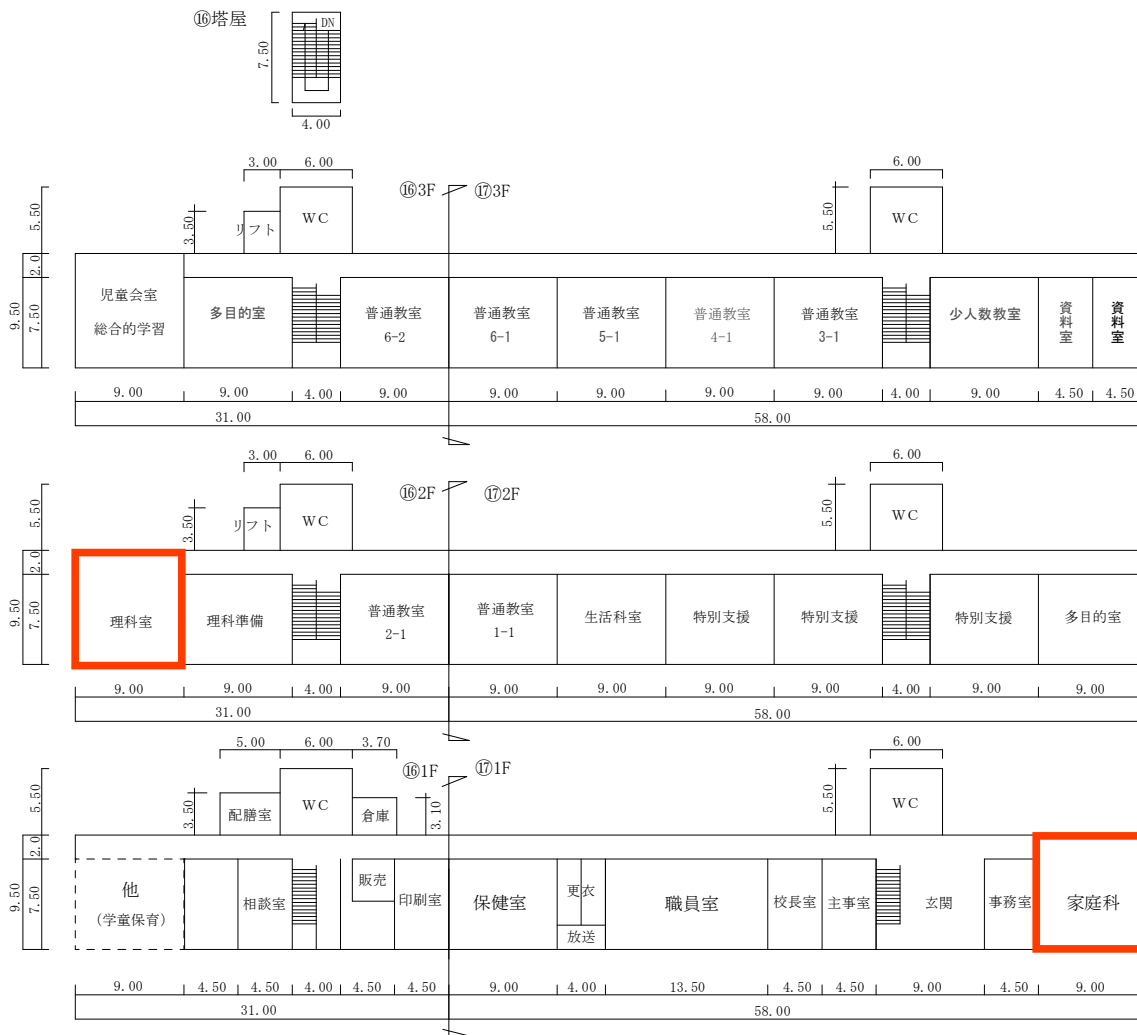 ⑯塔屋
DN
7.50
4.00
3.00 6.00
6.00
⑯3F ⑰3F
5.50
3.50
リフト
WC
5.50
WC
9.50
2.0
7.50
児童会室
総合的学習
多目的室
普通教室
6-2
普通教室
6-1
普通教室
5-1
普通教室
4-1
普通教室
3-1
少人数教室
資料室
資料室
9.00 9.00 4.00 9.00 9.00 9.00 9.00 9.00 4.00 9.00 4.50 4.50
31.00 58.00
3.00 6.00
6.00
⑯2F ⑰2F
5.50
3.50
リフト
WC
5.50
WC
9.50
2.0
7.50
理科室
理科準備
普通教室
2-1
普通教室
1-1
生活科室
特別支援
特別支援
特別支援
多目的室
9.00 9.00 4.00 9.00 9.00 9.00 9.00 9.00 4.00 9.00 9.00
31.00 58.00
5.00 6.00 3.70
6.00
⑯1F ⑰1F
5.50
3.50
配膳室
WC
倉庫
3.10
5.50
WC
9.50
2.0
7.50
他
(学童保育)
相談室
販売
印刷室
保健室
更衣
放送
職員室
校長室
主事室
玄関
事務室
家庭科
9.00 4.50 4.50 4.00 4.50 4.50 9.00 4.00 13.50 4.50 4.50 9.00 4.50 9.00
31.00 58.00